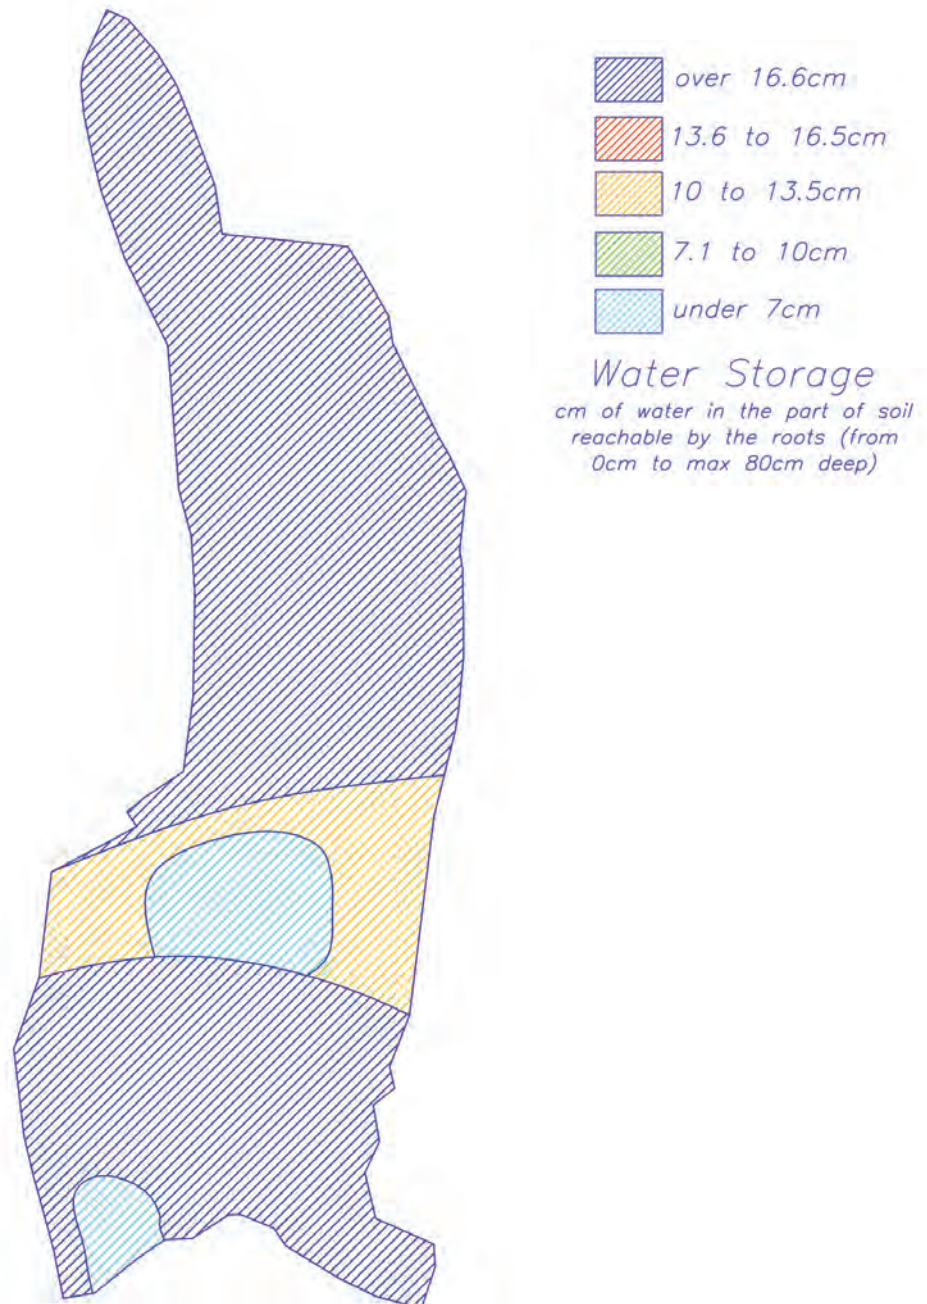 over 16.6cm
13.6 to 16.5cm
10 to 13.5cm
7.1 to 10cm
under 7cm
Water Storage
cm of water in the part of soil
reachable by the roots (from
0cm to max 80cm deep)